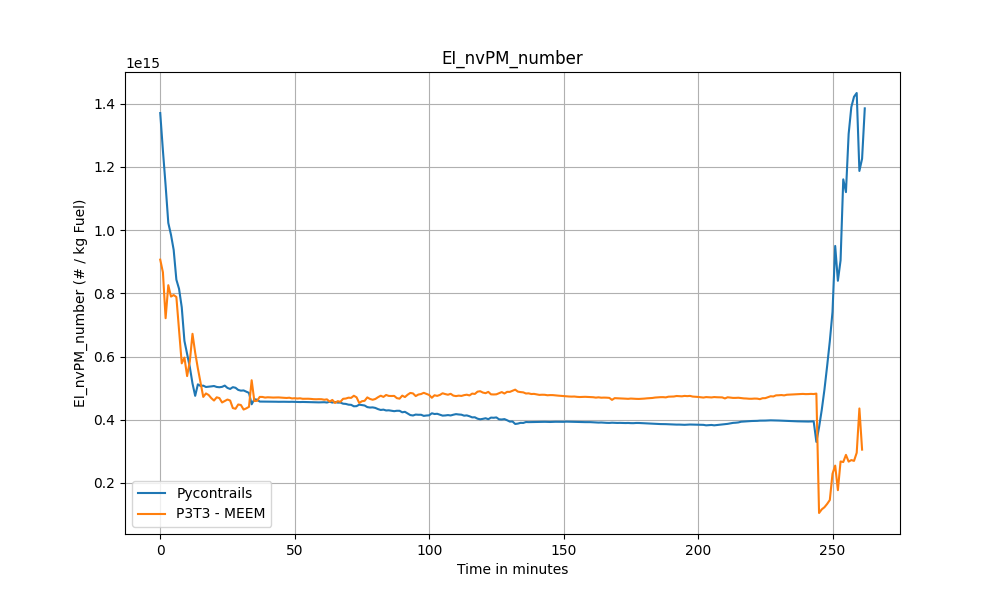 EI_nvPM_number
1e15
EI_nvPM_number (# / kg Fuel)
1.4
1.2
1.0
0.8
0.6
0.4
0.2
Pycontrails
P3T3 - MEEM
0 50 100 150 200 250
Time in minutes